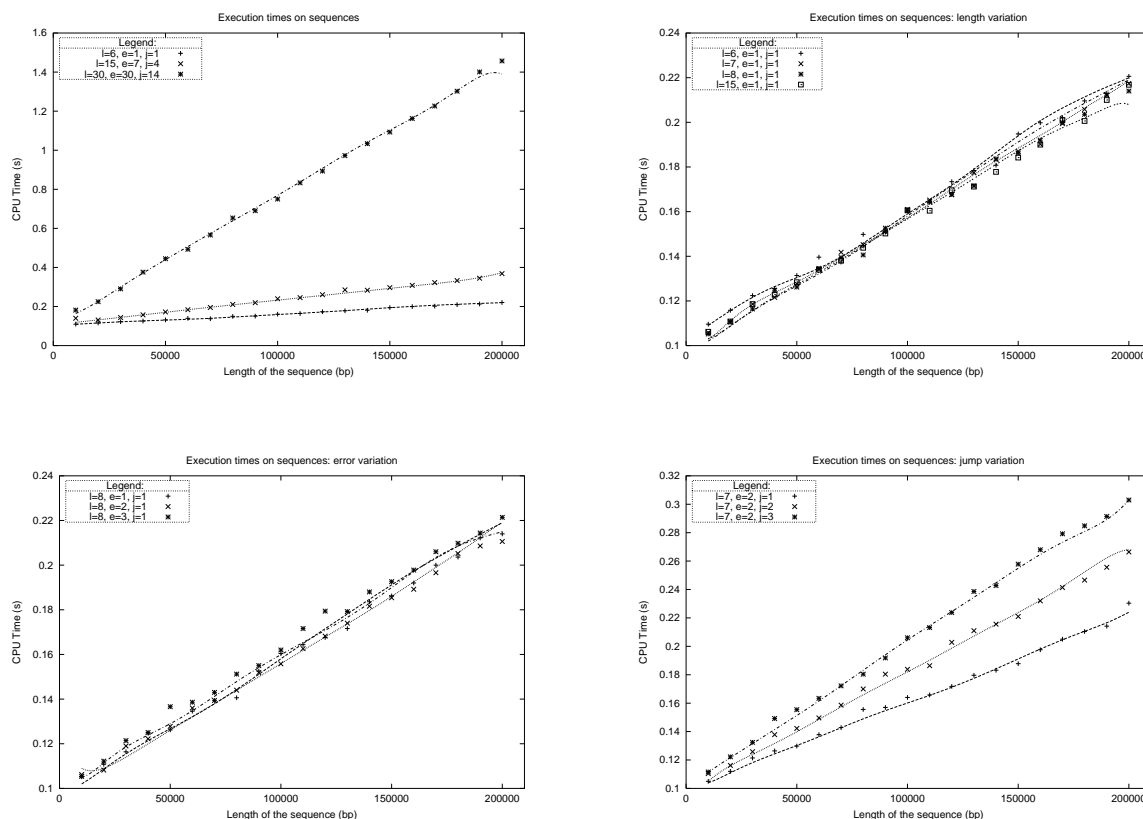 Execution times on sequences
Legend:
l=6, e=1, j=1
l=15, e=7, j=4
l=30, e=30, j=14
CPU Time (s)
1.6
1.4
1.2
1
0.8
0.6
0.4
0.2
0
0 50000 100000 150000 200000
Length of the sequence (bp)
Execution times on sequences: length variation
Legend:
l=6, e=1, j=1
l=7, e=1, j=1
l=8, e=1, j=1
l=15, e=1, j=1
CPU Time (s)
0.24
0.22
0.2
0.18
0.16
0.14
0.12
0.1
0 50000 100000 150000 200000
Length of the sequence (bp)
Execution times on sequences: error variation
Legend:
l=8, e=1, j=1
l=8, e=2, j=1
l=8, e=3, j=1
CPU Time (s)
0.24
0.22
0.2
0.18
0.16
0.14
0.12
0.1
0 50000 100000 150000 200000
Length of the sequence (bp)
Execution times on sequences: jump variation
Legend:
l=7, e=2, j=1
l=7, e=2, j=2
l=7, e=2, j=3
CPU Time (s)
0.32
0.3
0.28
0.26
0.24
0.22
0.2
0.18
0.16
0.14
0.12
0.1
0 50000 100000 150000 200000
Length of the sequence (bp)